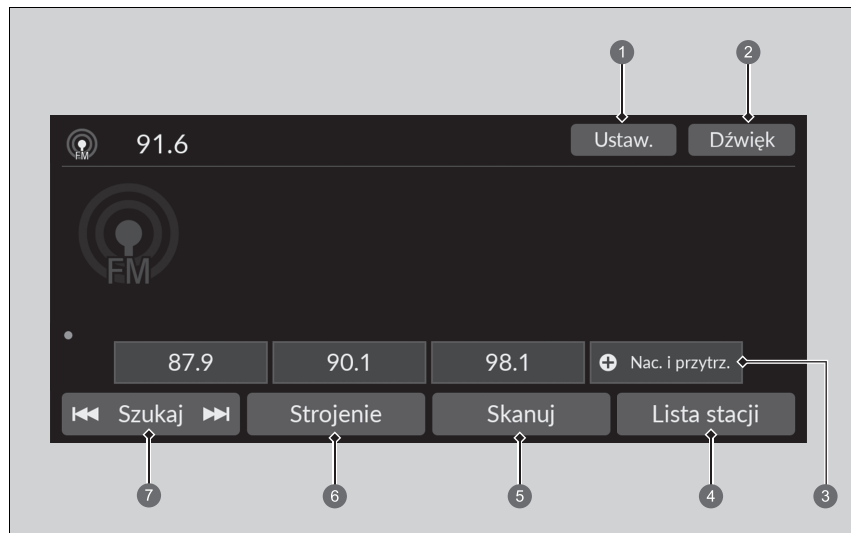 1 2
FM 91.6 Ustaw. Dźwięk
FM
87.9 90.1 98.1 Nac. i przytrz.
Szukaj Strojenie Skanuj Lista stacji
7 6 5 4 3